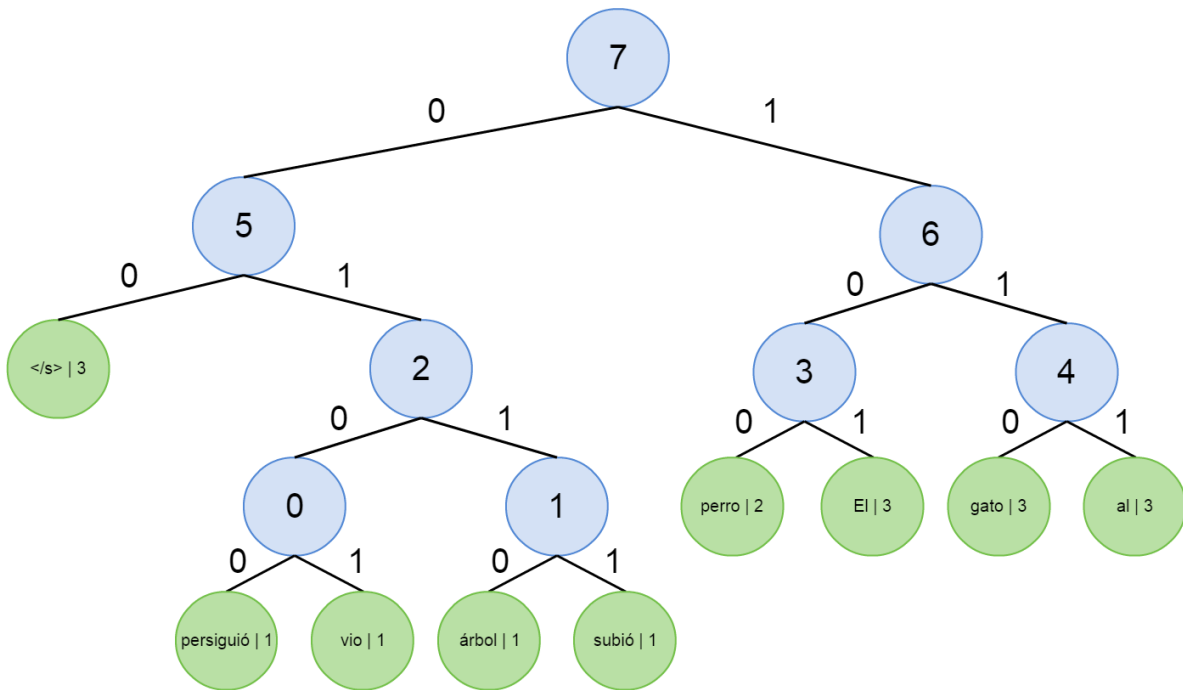 7
0 1
5 6
0 1 0 1
</s> | 3 2 3 4
0 1 0 1 0 1
0 1 perro | 2 El | 3 gato | 3 al | 3
0 1 0 1
persiguió | 1 vio | 1 árbol | 1 subió | 1